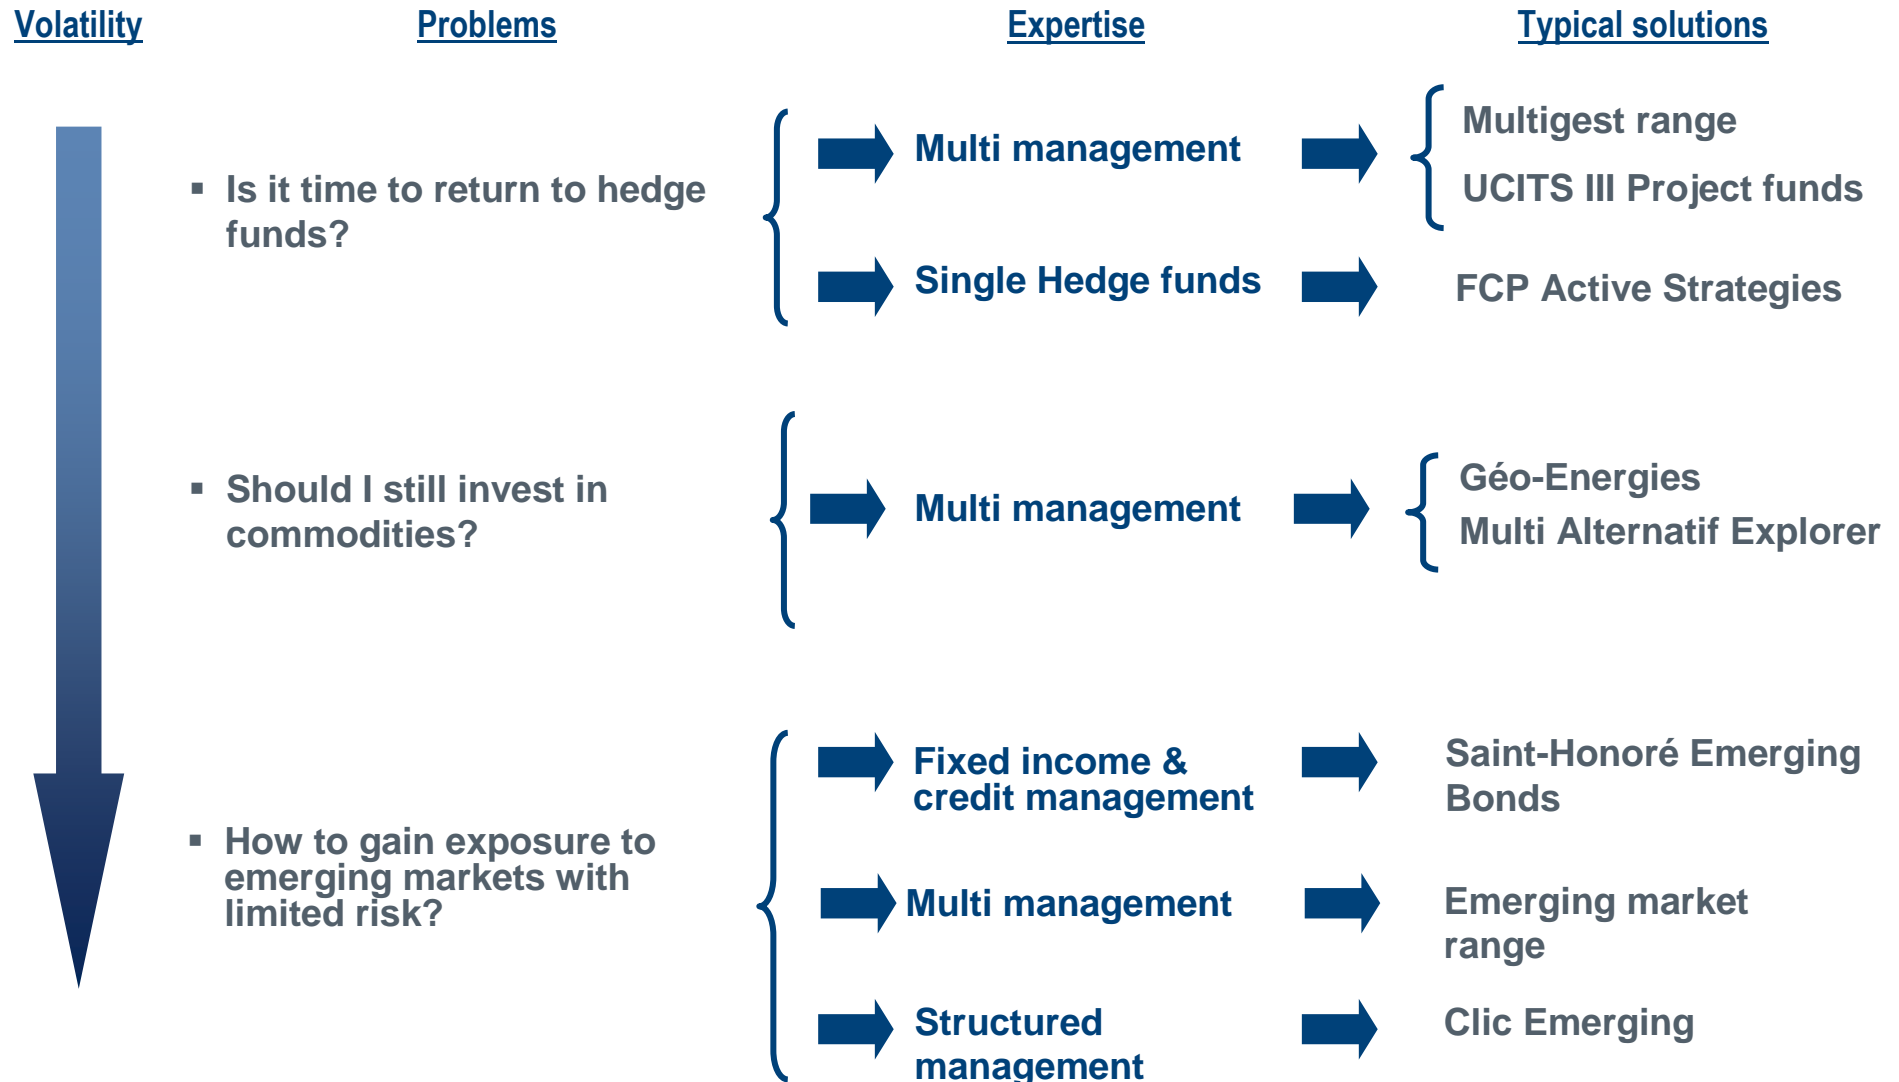 Volatility
Problems
Expertise
Typical solutions
▪ Is it time to return to hedge
funds?
Multi management
Multigest range
UCITS III Project funds
Single Hedge funds
FCP Active Strategies
▪ Should I still invest in
commodities?
Multi management
Géo-Energies
Multi Alternatif Explorer
▪ How to gain exposure to
emerging markets with
limited risk?
Fixed income &
credit management
Saint-Honoré Emerging
Bonds
Multi management
Emerging market
range
Structured
management
Clic Emerging